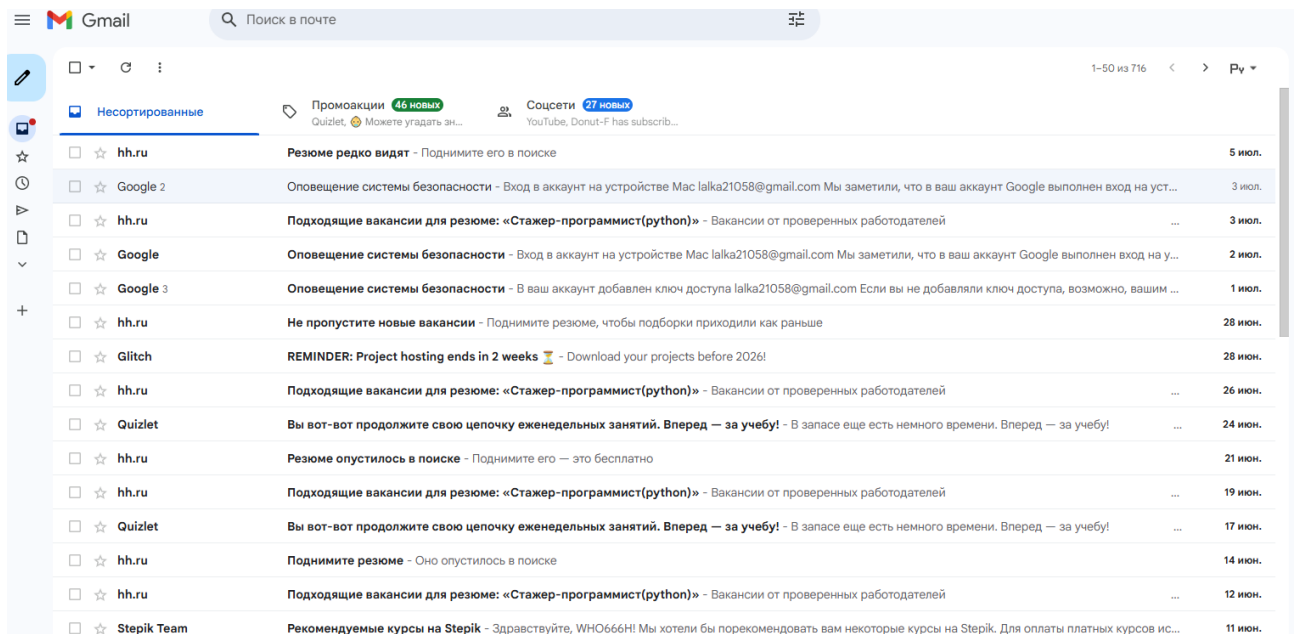 Gmail
Поиск в почте
1–50 из 716
Ру
Несортированные
Промоакции 46 новых
Quizlet, 👶 Можете угадать зн...
Соцсети 27 новых
YouTube, Donut-F has subscrib...
hh.ru Резюме редко видят - Поднимите его в поиске 5 июл.
Google 2 Оповещение системы безопасности - Вход в аккаунт на устройстве Mac lalka21058@gmail.com Мы заметили, что в ваш аккаунт Google выполнен вход на уст... 3 июл.
hh.ru Подходящие вакансии для резюме: «Стажер-программист(python)» - Вакансии от проверенных работодателей ... 3 июл.
Google Оповещение системы безопасности - Вход в аккаунт на устройстве Mac lalka21058@gmail.com Мы заметили, что в ваш аккаунт Google выполнен вход на у... 2 июл.
Google 3 Оповещение системы безопасности - В ваш аккаунт добавлен ключ доступа lalka21058@gmail.com Если вы не добавляли ключ доступа, возможно, вашим ... 1 июл.
hh.ru Не пропустите новые вакансии - Поднимите резюме, чтобы подборки приходили как раньше 28 июн.
Glitch REMINDER: Project hosting ends in 2 weeks ⏳ - Download your projects before 2026! 28 июн.
hh.ru Подходящие вакансии для резюме: «Стажер-программист(python)» - Вакансии от проверенных работодателей ... 26 июн.
Quizlet Вы вот-вот продолжите свою цепочку еженедельных занятий. Вперед — за учебу! - В запасе еще есть немного времени. Вперед — за учебу! ... 24 июн.
hh.ru Резюме опустилось в поиске - Поднимите его — это бесплатно 21 июн.
hh.ru Подходящие вакансии для резюме: «Стажер-программист(python)» - Вакансии от проверенных работодателей ... 19 июн.
Quizlet Вы вот-вот продолжите свою цепочку еженедельных занятий. Вперед — за учебу! - В запасе еще есть немного времени. Вперед — за учебу! ... 17 июн.
hh.ru Поднимите резюме - Оно опустилось в поиске 14 июн.
hh.ru Подходящие вакансии для резюме: «Стажер-программист(python)» - Вакансии от проверенных работодателей ... 12 июн.
Stepik Team Рекомендуемые курсы на Stepik - Здравствуйте, WHO666H! Мы хотели бы порекомендовать вам некоторые курсы на Stepik. Для оплаты платных курсов ис... 11 июн.